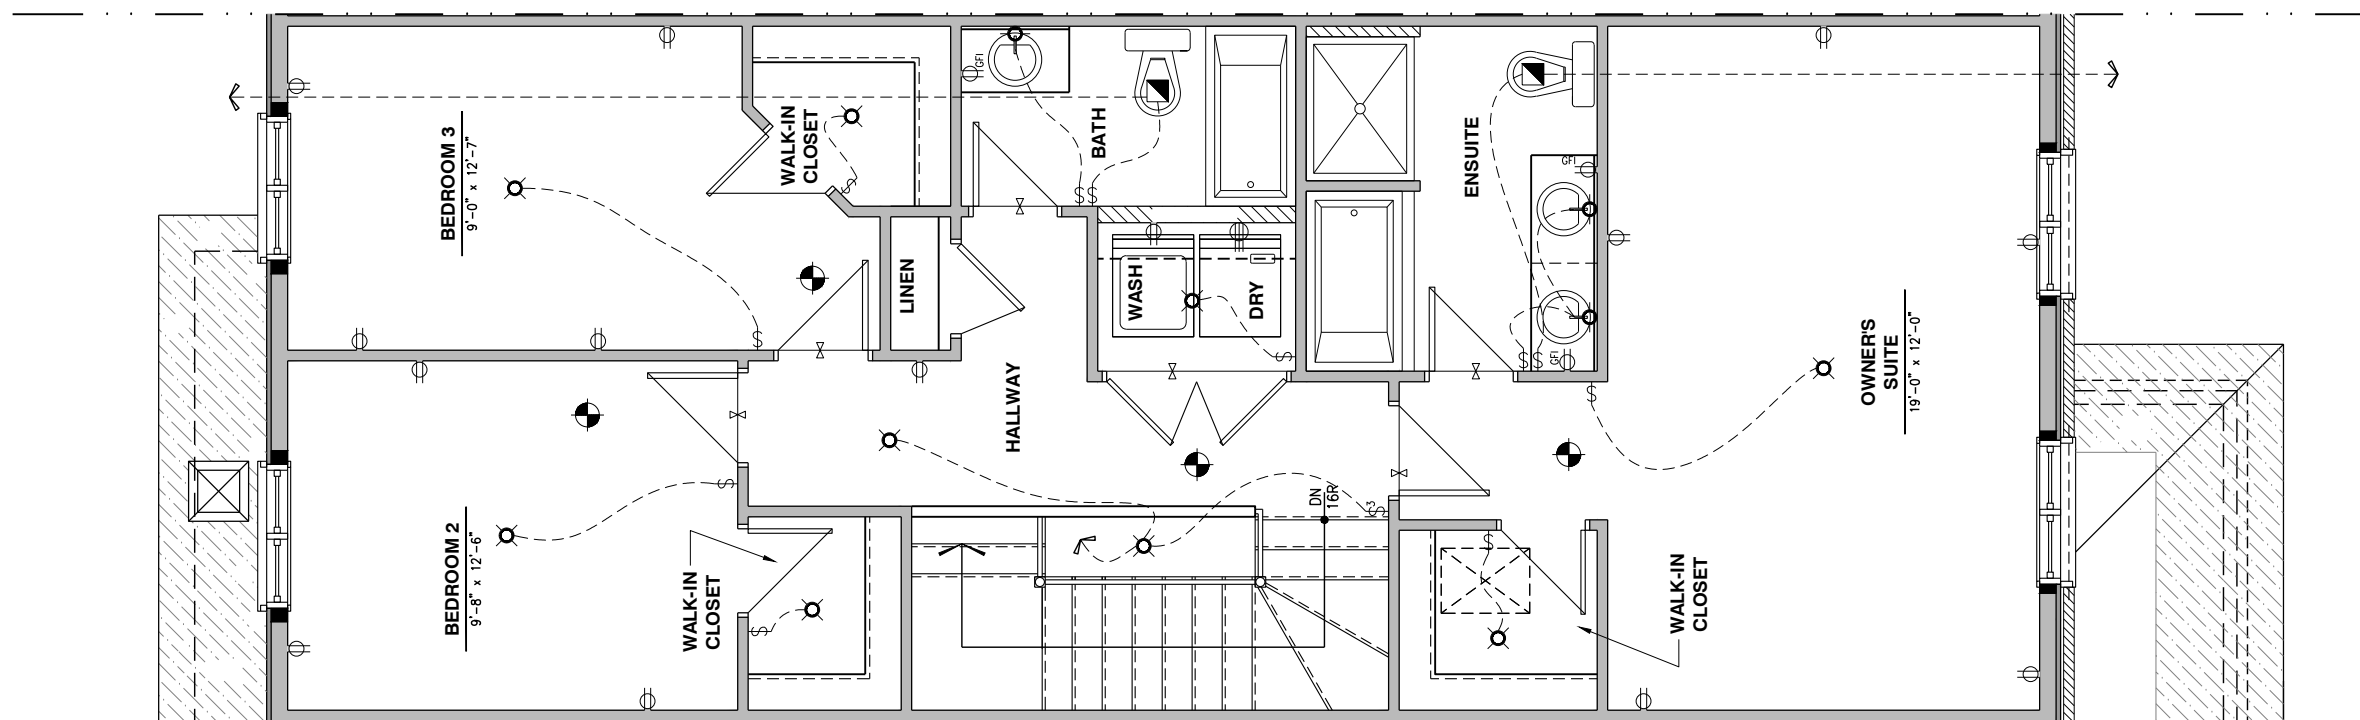 BEDROOM 3
9'-0" x 12'-7"
WALK-IN
CLOSET
GFI
BATH
ENSUITE
GFI
LINEN
WASH
DRY
GFI
S
S
S
S
S
S
S
S
HALLWAY
OWNER'S
SUITE
19'-0" x 12'-0"
S
S
DN
16R
S
3
S
BEDROOM 2
9'-8" x 12'-6"
WALK-IN
CLOSET
S
S
WALK-IN
CLOSET